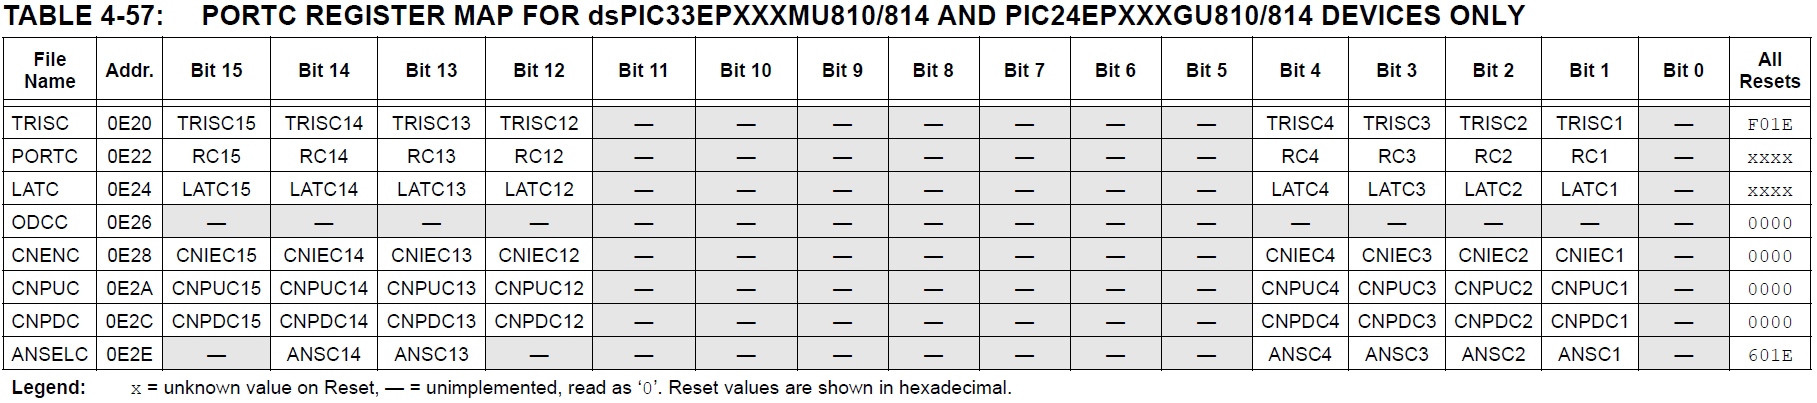 TABLE 4-57: PORTC REGISTER MAP FOR dsPIC33EPXXXMU810/814 AND PIC24EPXXXGU810/814 DEVICES ONLY
File Name Addr. Bit 15 Bit 14 Bit 13 Bit 12 Bit 11 Bit 10 Bit 9 Bit 8 Bit 7 Bit 6 Bit 5 Bit 4 Bit 3 Bit 2 Bit 1 Bit 0 All Resets
TRISC 0E20 TRISC15 TRISC14 TRISC13 TRISC12 — — — — — — — TRISC4 TRISC3 TRISC2 TRISC1 — F01E
PORTC 0E22 RC15 RC14 RC13 RC12 — — — — — — — RC4 RC3 RC2 RC1 — xxxx
LATC 0E24 LATC15 LATC14 LATC13 LATC12 — — — — — — — LATC4 LATC3 LATC2 LATC1 — xxxx
ODCC 0E26 — — — — — — — — — — — — — — — — 0000
CNENC 0E28 CNIEC15 CNIEC14 CNIEC13 CNIEC12 — — — — — — — CNIEC4 CNIEC3 CNIEC2 CNIEC1 — 0000
CNPUC 0E2A CNPUC15 CNPUC14 CNPUC13 CNPUC12 — — — — — — — CNPUC4 CNPUC3 CNPUC2 CNPUC1 — 0000
CNPDC 0E2C CNPDC15 CNPDC14 CNPDC13 CNPDC12 — — — — — — — CNPDC4 CNPDC3 CNPDC2 CNPDC1 — 0000
ANSELC 0E2E — ANSC14 ANSC13 — — — — — — — — ANSC4 ANSC3 ANSC2 ANSC1 — 601E
Legend: x = unknown value on Reset, — = unimplemented, read as ‘0’. Reset values are shown in hexadecimal.